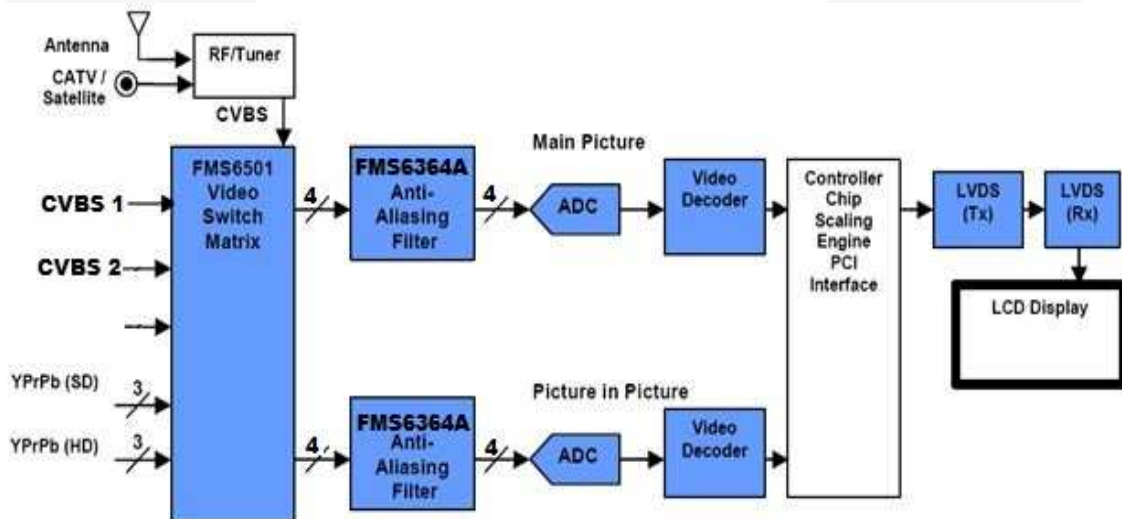 Antenna
CATV /
Satellite
RF/Tuner
CVBS
FMS6501
Video
Switch
Matrix
CVBS 1
CVBS 2
YPrPb (SD)
3
YPrPb (HD)
3
4
FMS6364A
Anti-
Aliasing
Filter
4
Main Picture
ADC
Video
Decoder
4
FMS6364A
Anti-
Aliasing
Filter
4
Picture in Picture
ADC
Video
Decoder
Controller
Chip
Scaling
Engine
PCI
Interface
LVDS
(Tx)
LVDS
(Rx)
LCD Display